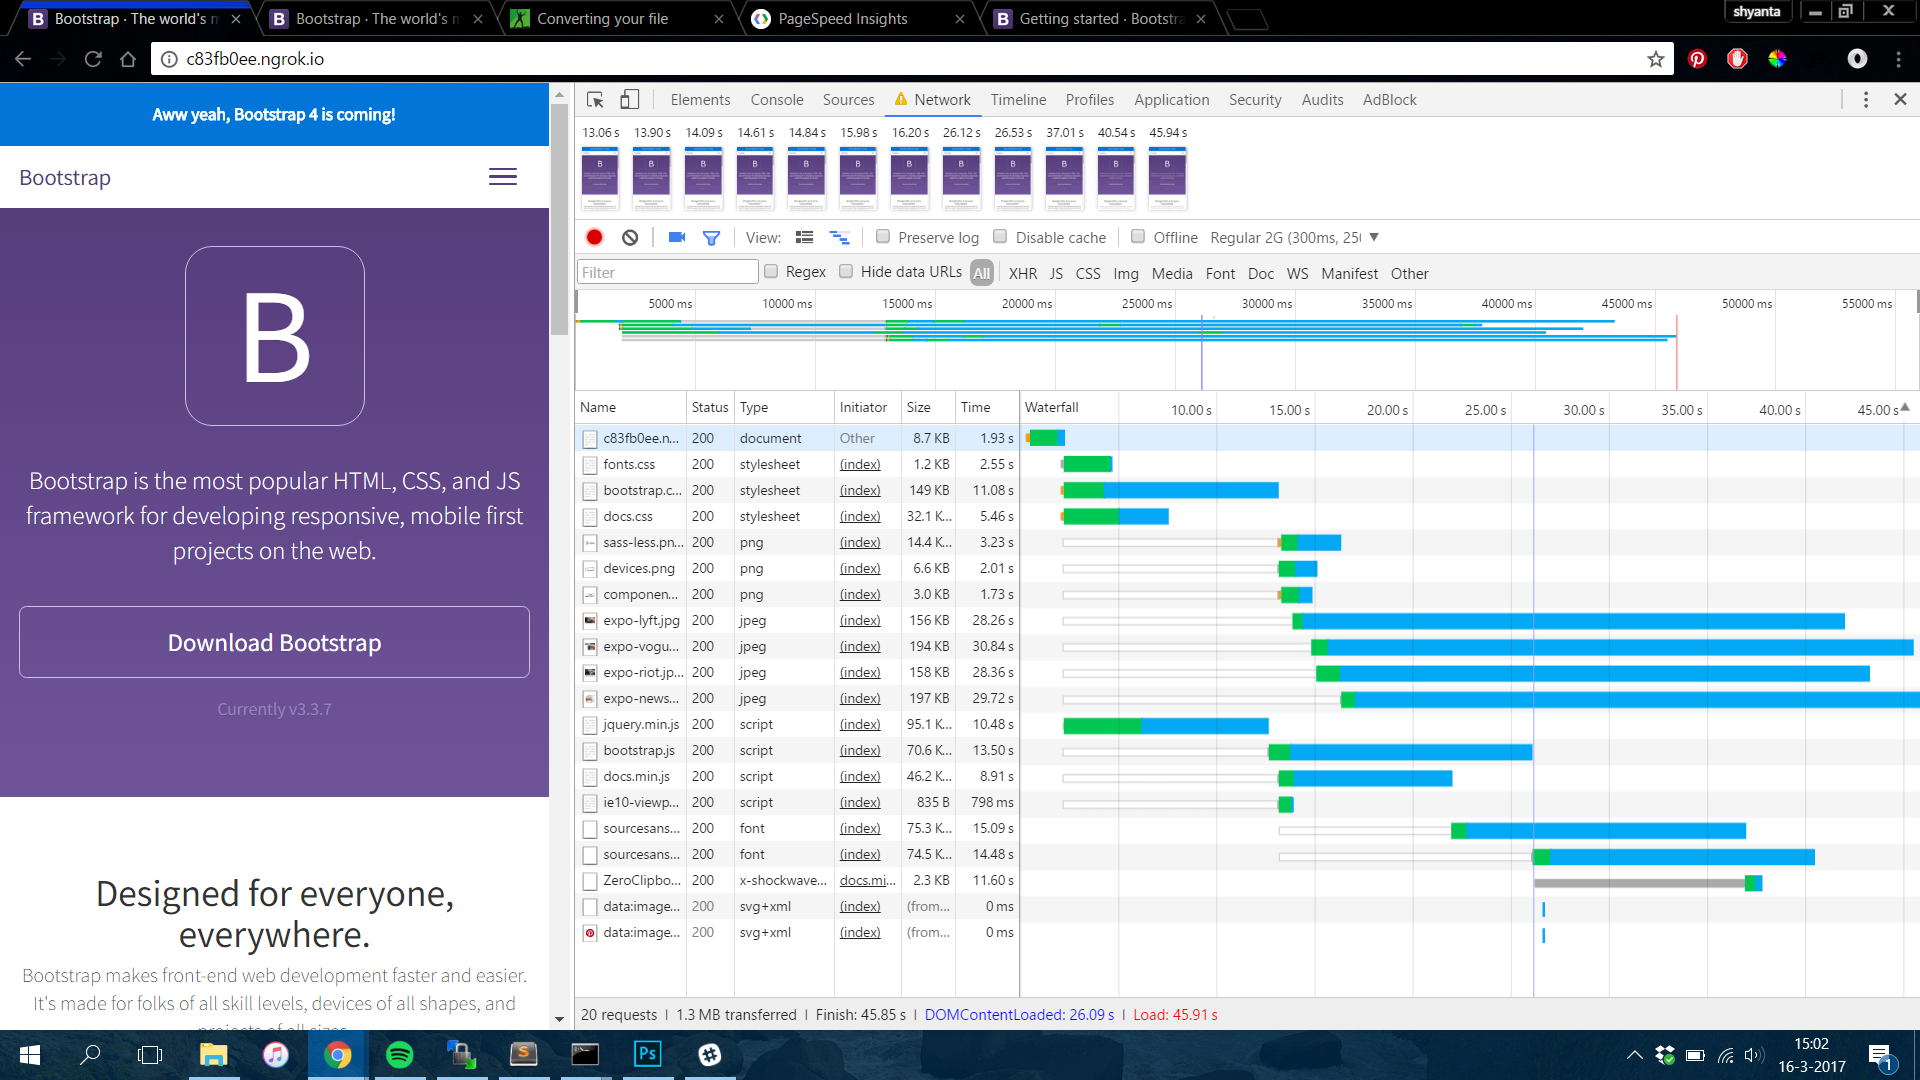 Bootstrap · The world's m
Bootstrap · The world's m
Converting your file
PageSpeed Insights
Getting started · Bootstra
shyanta
c83fb0ee.ngrok.io
Aww yeah, Bootstrap 4 is coming!
Bootstrap
B
Bootstrap is the most popular HTML, CSS, and JS
framework for developing responsive, mobile first
projects on the web.
Download Bootstrap
Currently v3.3.7
Designed for everyone,
everywhere.
Bootstrap makes front-end web development faster and easier.
It's made for folks of all skill levels, devices of all shapes, and
projects of all sizes.
Elements Console Sources Network Timeline Profiles Application Security Audits AdBlock
13.06 s 13.90 s 14.09 s 14.61 s 14.84 s 15.98 s 16.20 s 26.12 s 26.53 s 37.01 s 40.54 s 45.94 s
View: Preserve log Disable cache Offline Regular 2G (300ms, 25
Filter Regex Hide data URLs All XHR JS CSS Img Media Font Doc WS Manifest Other
5000 ms 10000 ms 15000 ms 20000 ms 25000 ms 30000 ms 35000 ms 40000 ms 45000 ms 50000 ms 55000 ms
Name Status Type Initiator Size Time Waterfall 10.00 s 15.00 s 20.00 s 25.00 s 30.00 s 35.00 s 40.00 s 45.00 s
c83fb0ee.n... 200 document Other 8.7 KB 1.93 s
fonts.css 200 stylesheet (index) 1.2 KB 2.55 s
bootstrap.c... 200 stylesheet (index) 149 KB 11.08 s
docs.css 200 stylesheet (index) 32.1 K... 5.46 s
sass-less.pn... 200 png (index) 14.4 K... 3.23 s
devices.png 200 png (index) 6.6 KB 2.01 s
componen... 200 png (index) 3.0 KB 1.73 s
expo-lyft.jpg 200 jpeg (index) 156 KB 28.26 s
expo-vogu... 200 jpeg (index) 194 KB 30.84 s
expo-riot.jp... 200 jpeg (index) 158 KB 28.36 s
expo-news... 200 jpeg (index) 197 KB 29.72 s
jquery.min.js 200 script (index) 95.1 K... 10.48 s
bootstrap.js 200 script (index) 70.6 K... 13.50 s
docs.min.js 200 script (index) 46.2 K... 8.91 s
ie10-viewp... 200 script (index) 835 B 798 ms
sourcesans... 200 font (index) 75.3 K... 15.09 s
sourcesans... 200 font (index) 74.5 K... 14.48 s
ZeroClipbo... 200 x-shockwave... docs.mi... 2.3 KB 11.60 s
data:image... 200 svg+xml (index) (from... 0 ms
data:image... 200 svg+xml (index) (from... 0 ms
20 requests | 1.3 MB transferred | Finish: 45.85 s | DOMContentLoaded: 26.09 s | Load: 45.91 s
Ps
15:02
16-3-2017
1